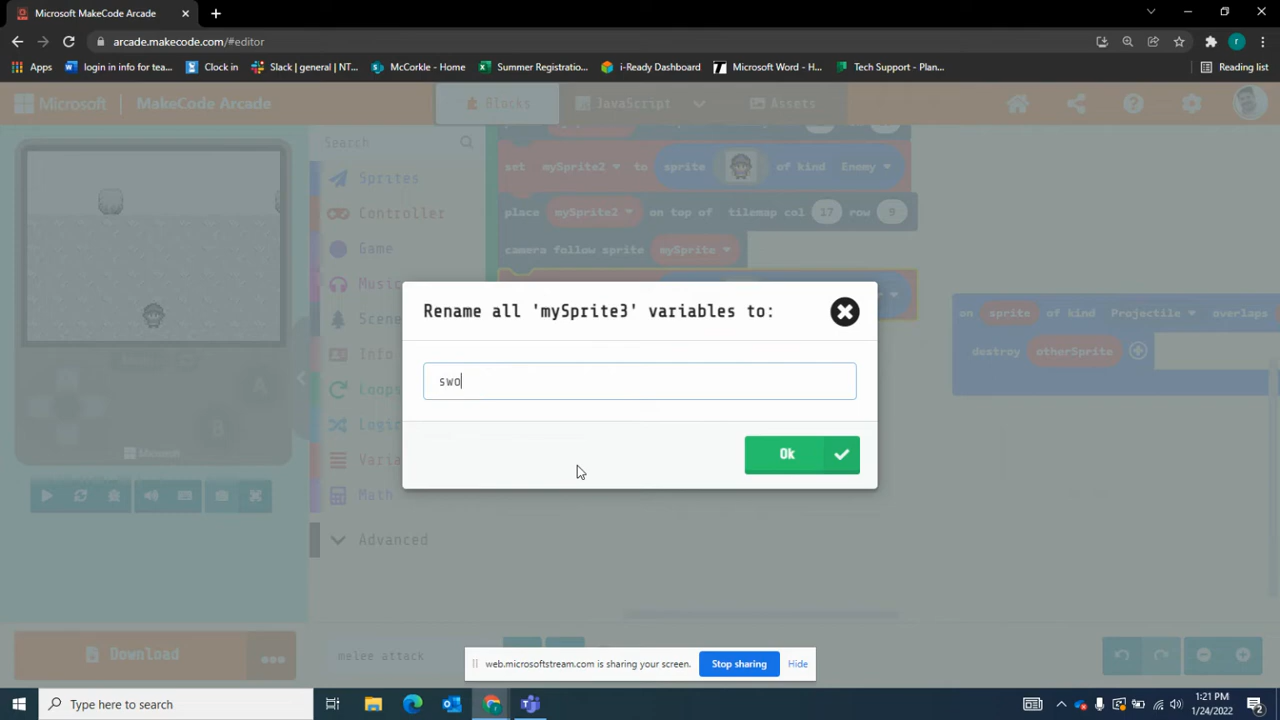 Microsoft MakeCode Arcade
arcade.makecode.com/#editor
Apps
login in info for tea...
Clock in
Slack | general | NT...
McCorkle - Home
Summer Registratio...
i-Ready Dashboard
Microsoft Word - H...
Tech Support - Plan...
Reading list
Microsoft
MakeCode Arcade
Blocks
JavaScript
Assets
Search
Sprites
Controller
Game
Music
Scene
Info
Loops
Logic
Varia
Math
Advanced
set mySprite2 to sprite of kind Enemy
place mySprite2 on top of tilemap col 17 row 9
camera follow sprite mySprite
on sprite of kind Projectile overlaps
destroy otherSprite
Rename all 'mySprite3' variables to:
swo
Ok
A
B
Microsoft
Download
melee attack
web.microsoftstream.com is sharing your screen.
Stop sharing
Hide
Type here to search
1:21 PM
1/24/2022
2